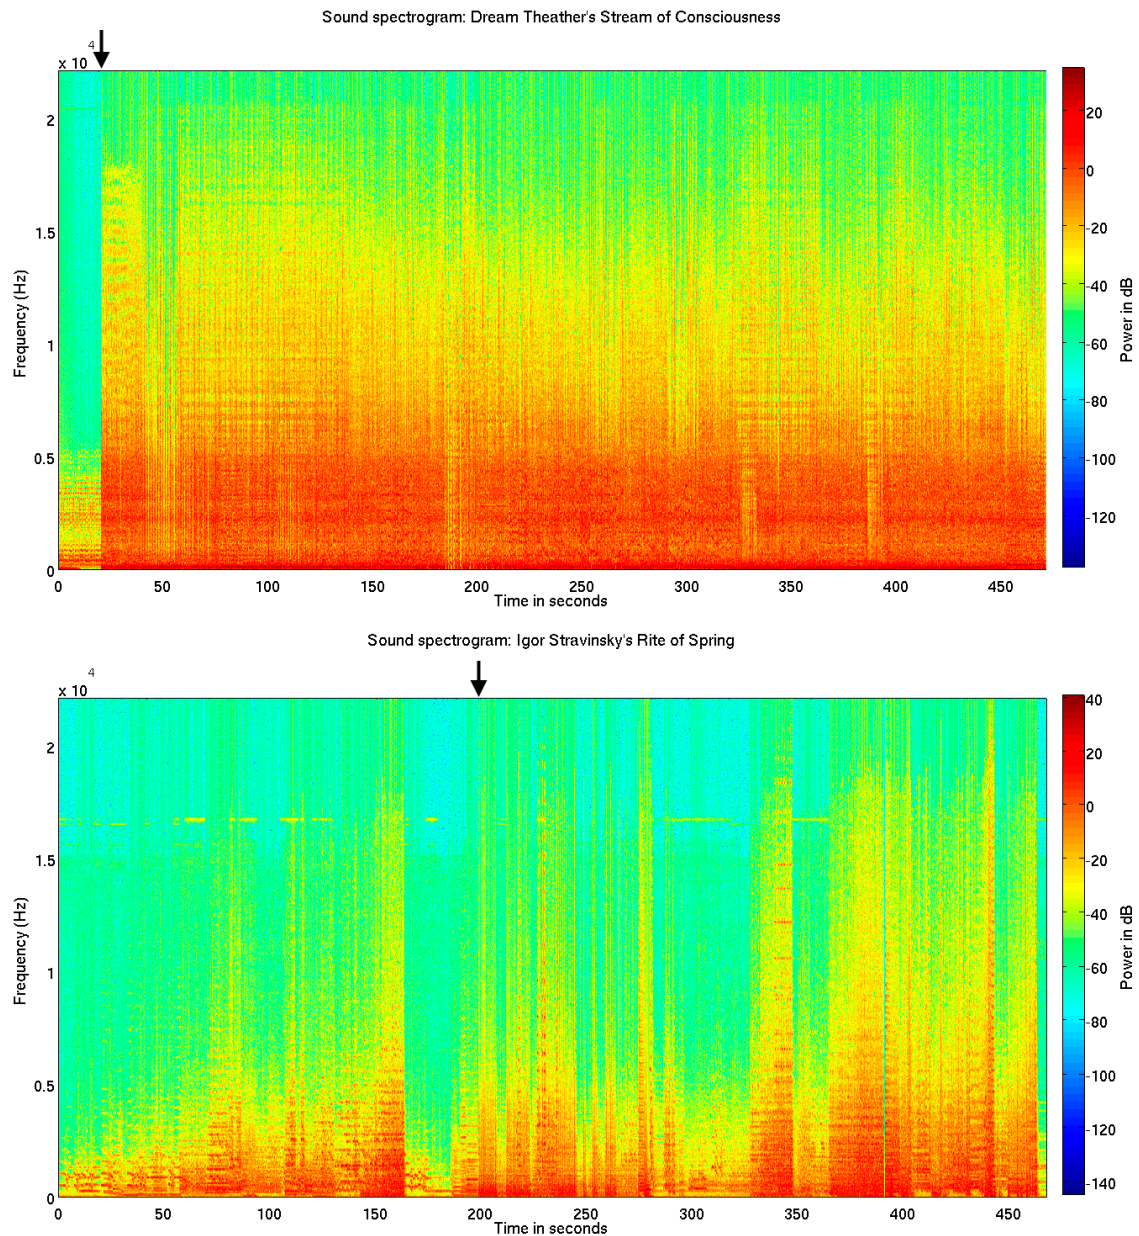 Sound spectrogram: Dream Theather's Stream of Consciousness
x 10 4
2
1.5
1
0.5
0
Frequency (Hz)
0 50 100 150 200 250 300 350 400 450
Time in seconds
20
0
-20
-40
-60
-80
-100
-120
Power in dB
Sound spectrogram: Igor Stravinsky's Rite of Spring
x 10 4
2
1.5
1
0.5
0
Frequency (Hz)
0 50 100 150 200 250 300 350 400 450
Time in seconds
40
20
0
-20
-40
-60
-80
-100
-120
-140
Power in dB